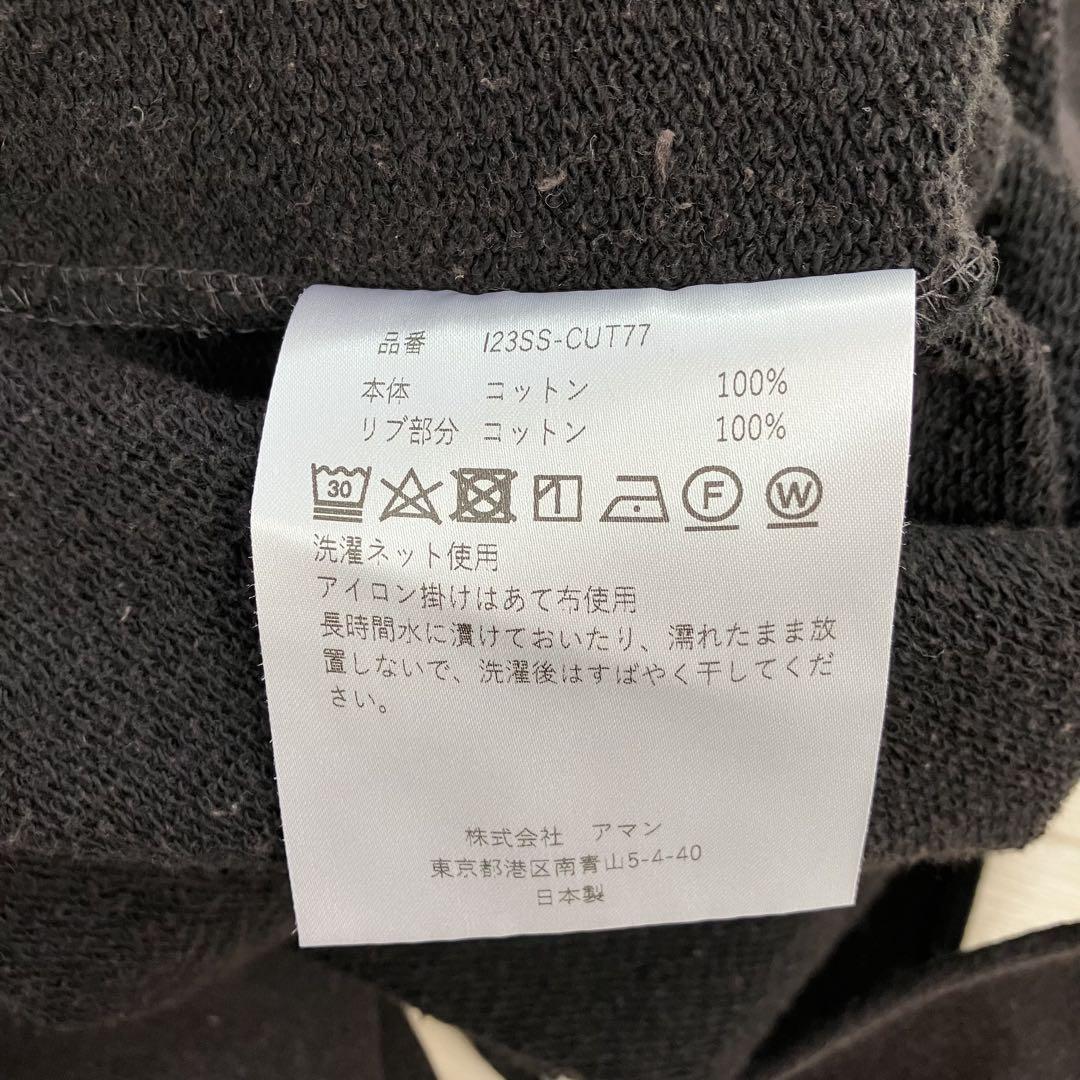 品番 I23SS-CUT77
本体 コットン 100%
リブ部分 コットン 100%
30 1 F W
洗濯ネット使用
アイロン掛けはあて布使用
長時間水に漬けておいたり、濡れたまま放
置しないで、洗濯後はすばやく干してくだ
さい。
株式会社 アマン
東京都港区南青山5-4-40
日本製